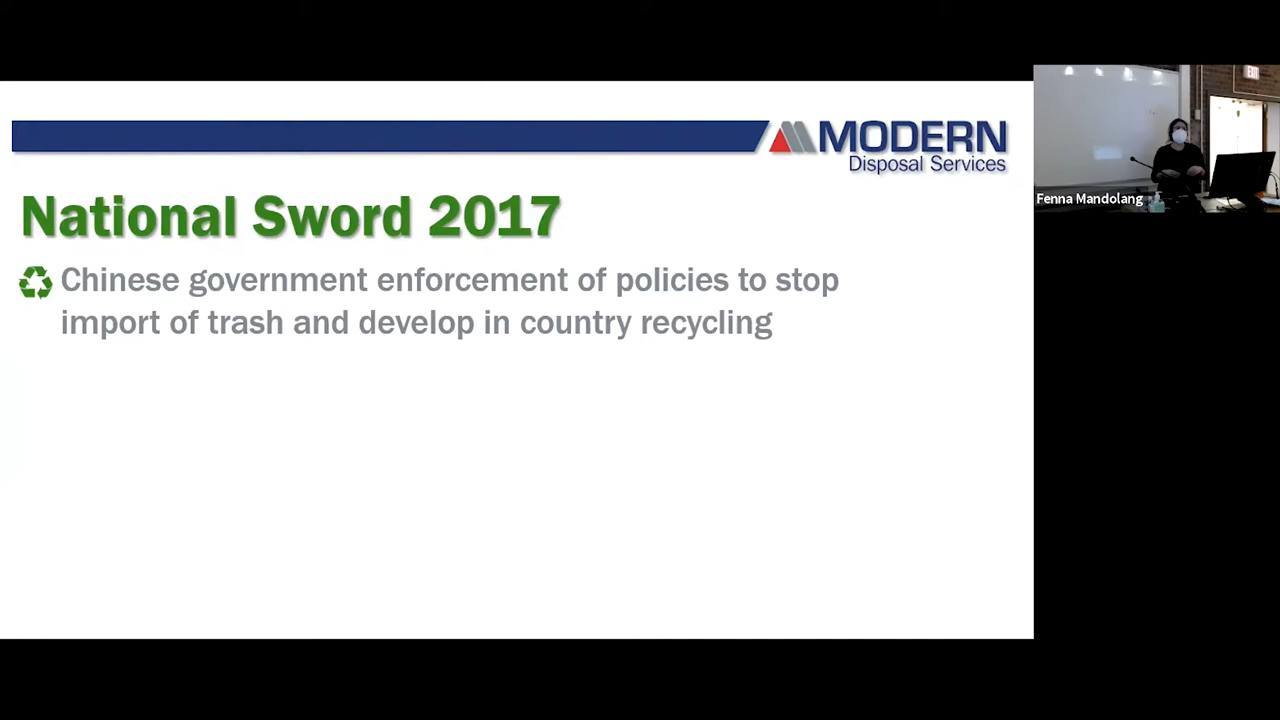 MODERN
Disposal Services
National Sword 2017
Chinese government enforcement of policies to stop
import of trash and develop in country recycling
EXIT
Fenna Mandolang